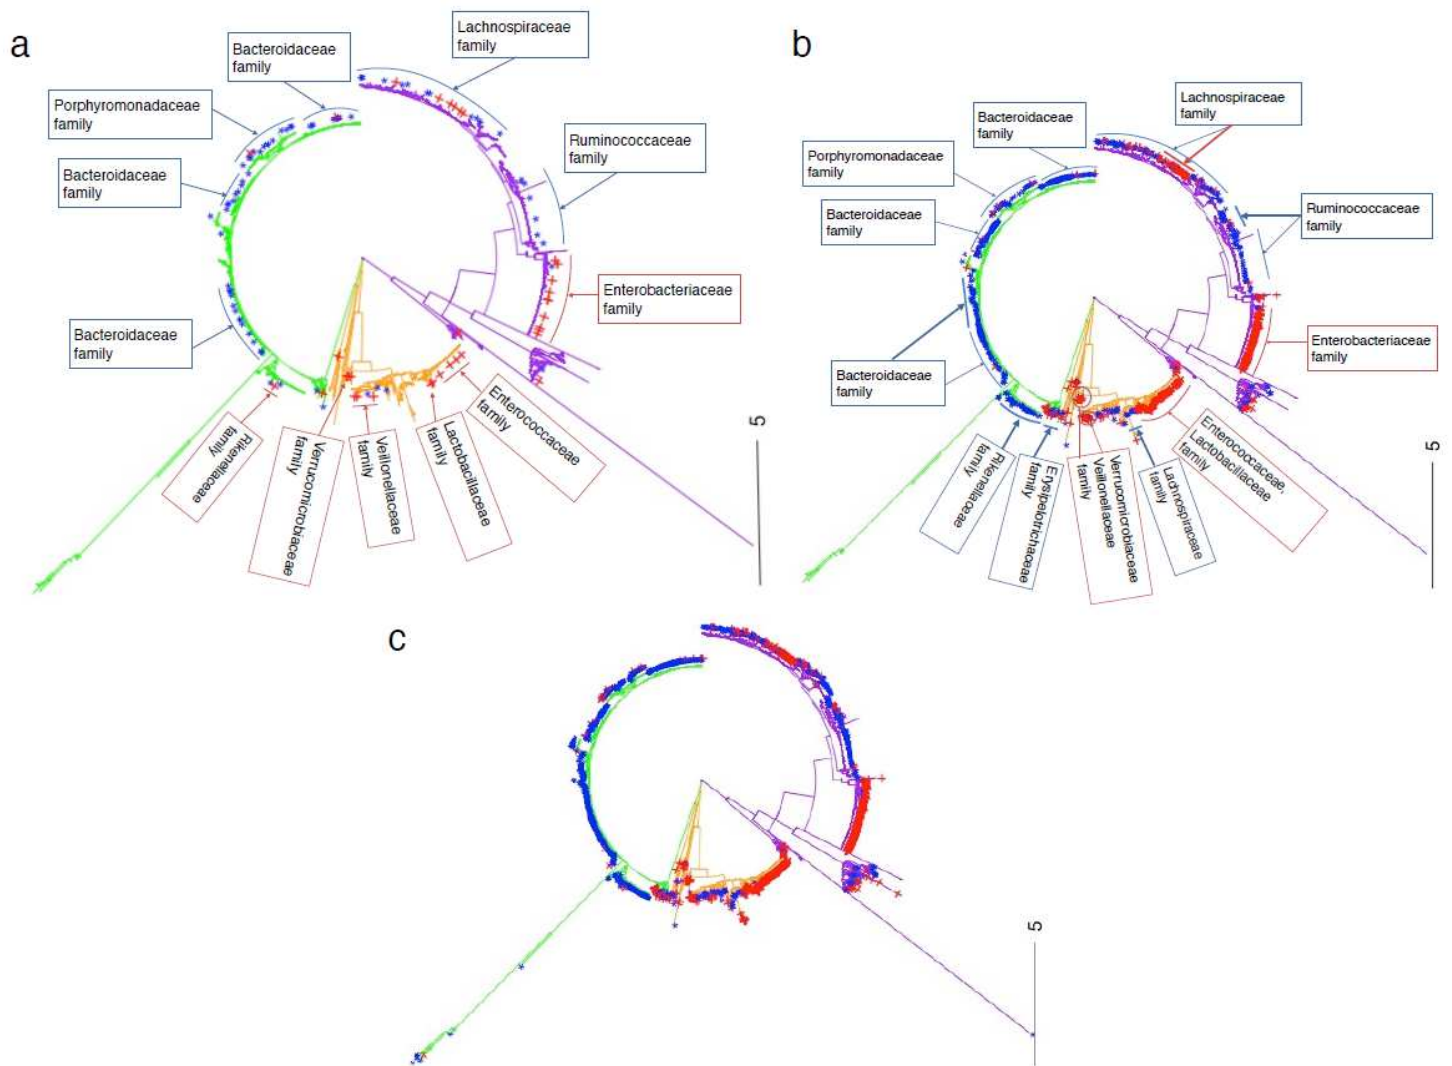 a
Lachnospiraceae
family
Bacteroidaceae
family
Porphyromonadaceae
family
Bacteroidaceae
family
Ruminococcaceae
family
Enterobacteriaceae
family
Bacteroidaceae
family
Rikenellaceae
family
Verrucomicrobiaceae
family
Veillonellaceae
family
Lactobacillaceae
family
Enterococcaceae
family
5
b
Lachnospiraceae
family
Bacteroidaceae
family
Porphyromonadaceae
family
Bacteroidaceae
family
Ruminococcaceae
family
Enterobacteriaceae
family
Bacteroidaceae
family
Rikenellaceae
family
Erysipelotrichaceae
family
Verrucomicrobiaceae
Veillonellaceae
family
Lachnospiraceae
family
Enterococcaceae,
Lactobacillaceae
family
5
c
5